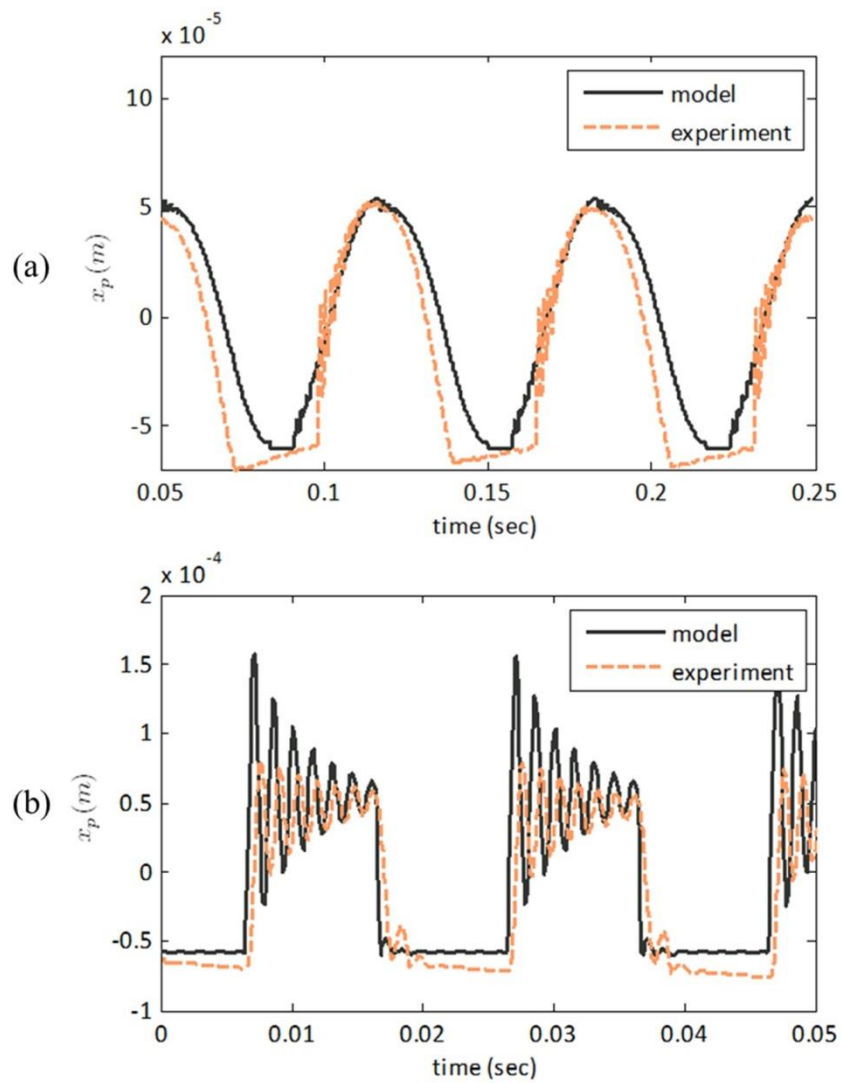 x 10⁻⁵
10
5
0
-5
model
experiment
(a)
xₚ(m)
0.05
0.1
0.15
0.2
0.25
time (sec)
x 10⁻⁴
2
1.5
1
0.5
0
-0.5
-1
model
experiment
(b)
xₚ(m)
0
0.01
0.02
0.03
0.04
0.05
time (sec)